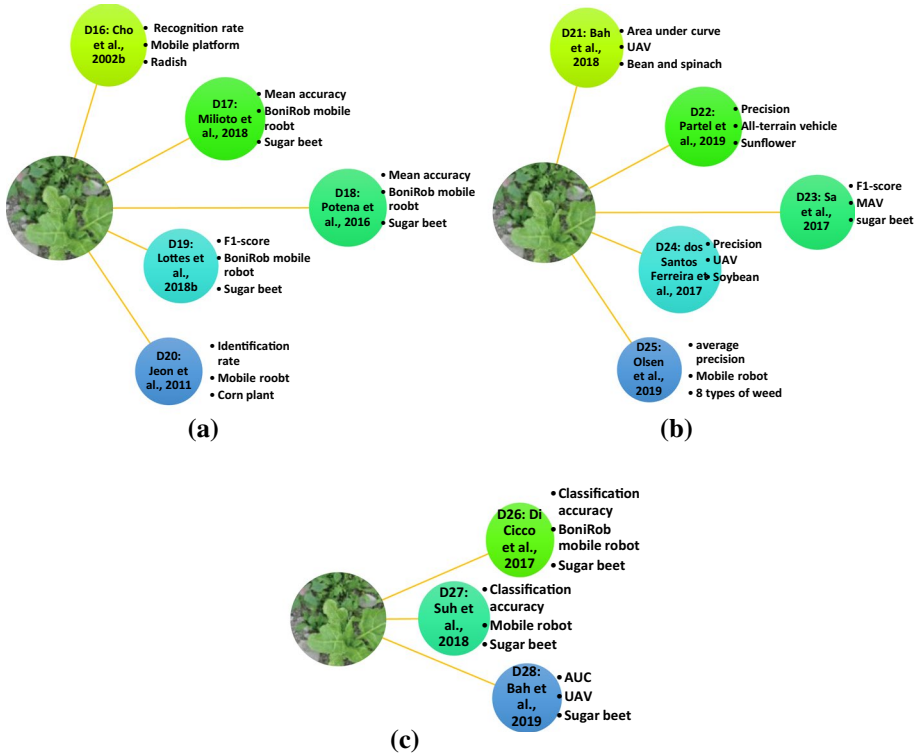 D16: Cho
et al.,
2002b
• Recognition rate
• Mobile platform
• Radish
D17:
Milioto et
al., 2018
• Mean accuracy
• BoniRob mobile
roobt
• Sugar beet
D18:
Potena et
al., 2016
• Mean accuracy
• BoniRob mobile
roobt
• Sugar beet
D19:
Lottes et
al.,
2018b
• F1-score
• BoniRob mobile
robot
• Sugar beet
D20:
Jeon et
al., 2011
• Identification
rate
• Mobile roobt
• Corn plant
(a)
D21: Bah
et al.,
2018
• Area under curve
• UAV
• Bean and spinach
D22:
Partel et
al., 2019
• Precision
• All-terrain vehicle
• Sunflower
D23: Sa
et al.,
2017
• F1-score
• MAV
• sugar beet
D24: dos
Santos
Ferreira et
al., 2017
• Precision
• UAV
• Soybean
D25:
Olsen et
al., 2019
• average
precision
• Mobile robot
• 8 types of weed
(b)
D26: Di
Cicco
et al.,
2017
• Classification
accuracy
• BoniRob
mobile robot
• Sugar beet
D27:
Suh et
al.,
2018
• Classification
accuracy
• Mobile robot
• Sugar beet
D28:
Bah et
al.,
2019
• AUC
• UAV
• Sugar beet
(c)